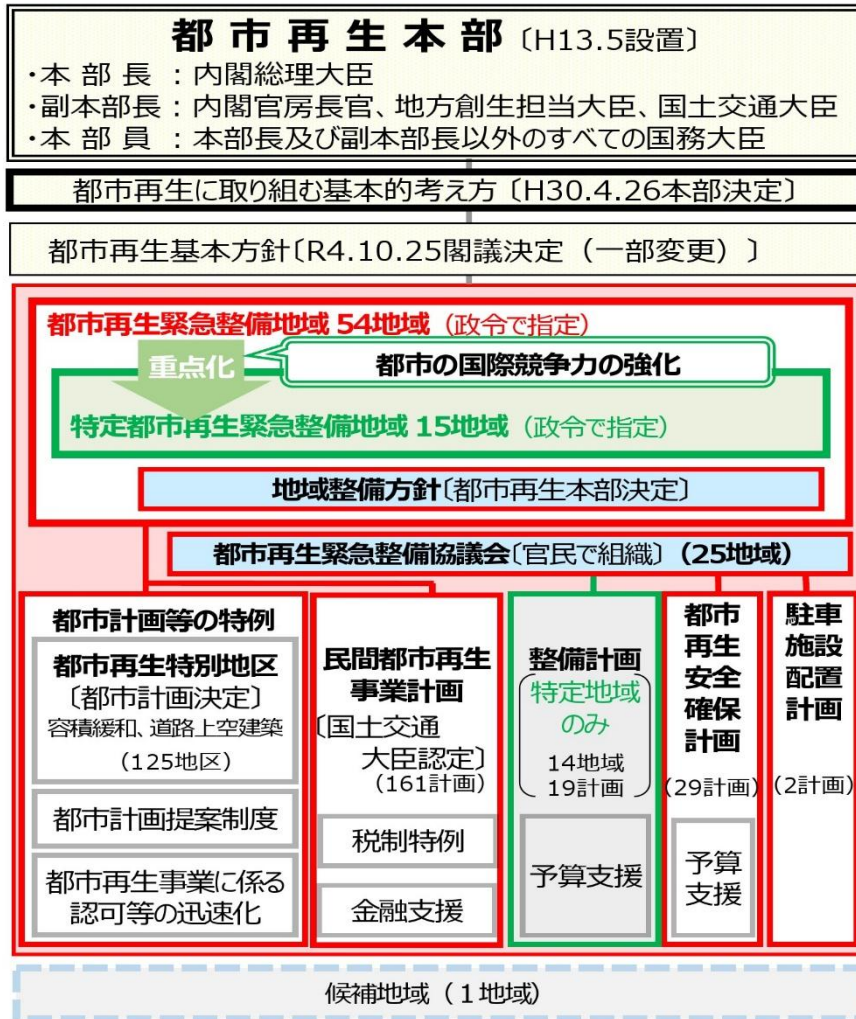 都市再生本部〔H13.5設置〕
・本部長：内閣総理大臣
・副本部長：内閣官房長官、地方創生担当大臣、国土交通大臣
・本部員：本部長及び副本部長以外のすべての国務大臣
都市再生に取り組む基本的考え方〔H30.4.26本部決定〕
都市再生基本方針〔R4.10.25閣議決定（一部変更）〕
都市再生緊急整備地域 54地域（政令で指定）
重点化
都市の国際競争力の強化
特定都市再生緊急整備地域 15地域（政令で指定）
地域整備方針〔都市再生本部決定〕
都市再生緊急整備協議会〔官民で組織〕（25地域）
都市計画等の特例
都市再生特別地区
〔都市計画決定〕
容積緩和、道路上空建築
（125地区）
都市計画提案制度
都市再生事業に係る
認可等の迅速化
民間都市再生
事業計画
〔国土交通
大臣認定〕
（161計画）
税制特例
金融支援
整備計画
特定地域
のみ
14地域
19計画
予算支援
都市
再生
安全
確保
計画
（29計画）
予算
支援
駐車
施設
配置
計画
（2計画）
候補地域（１地域）